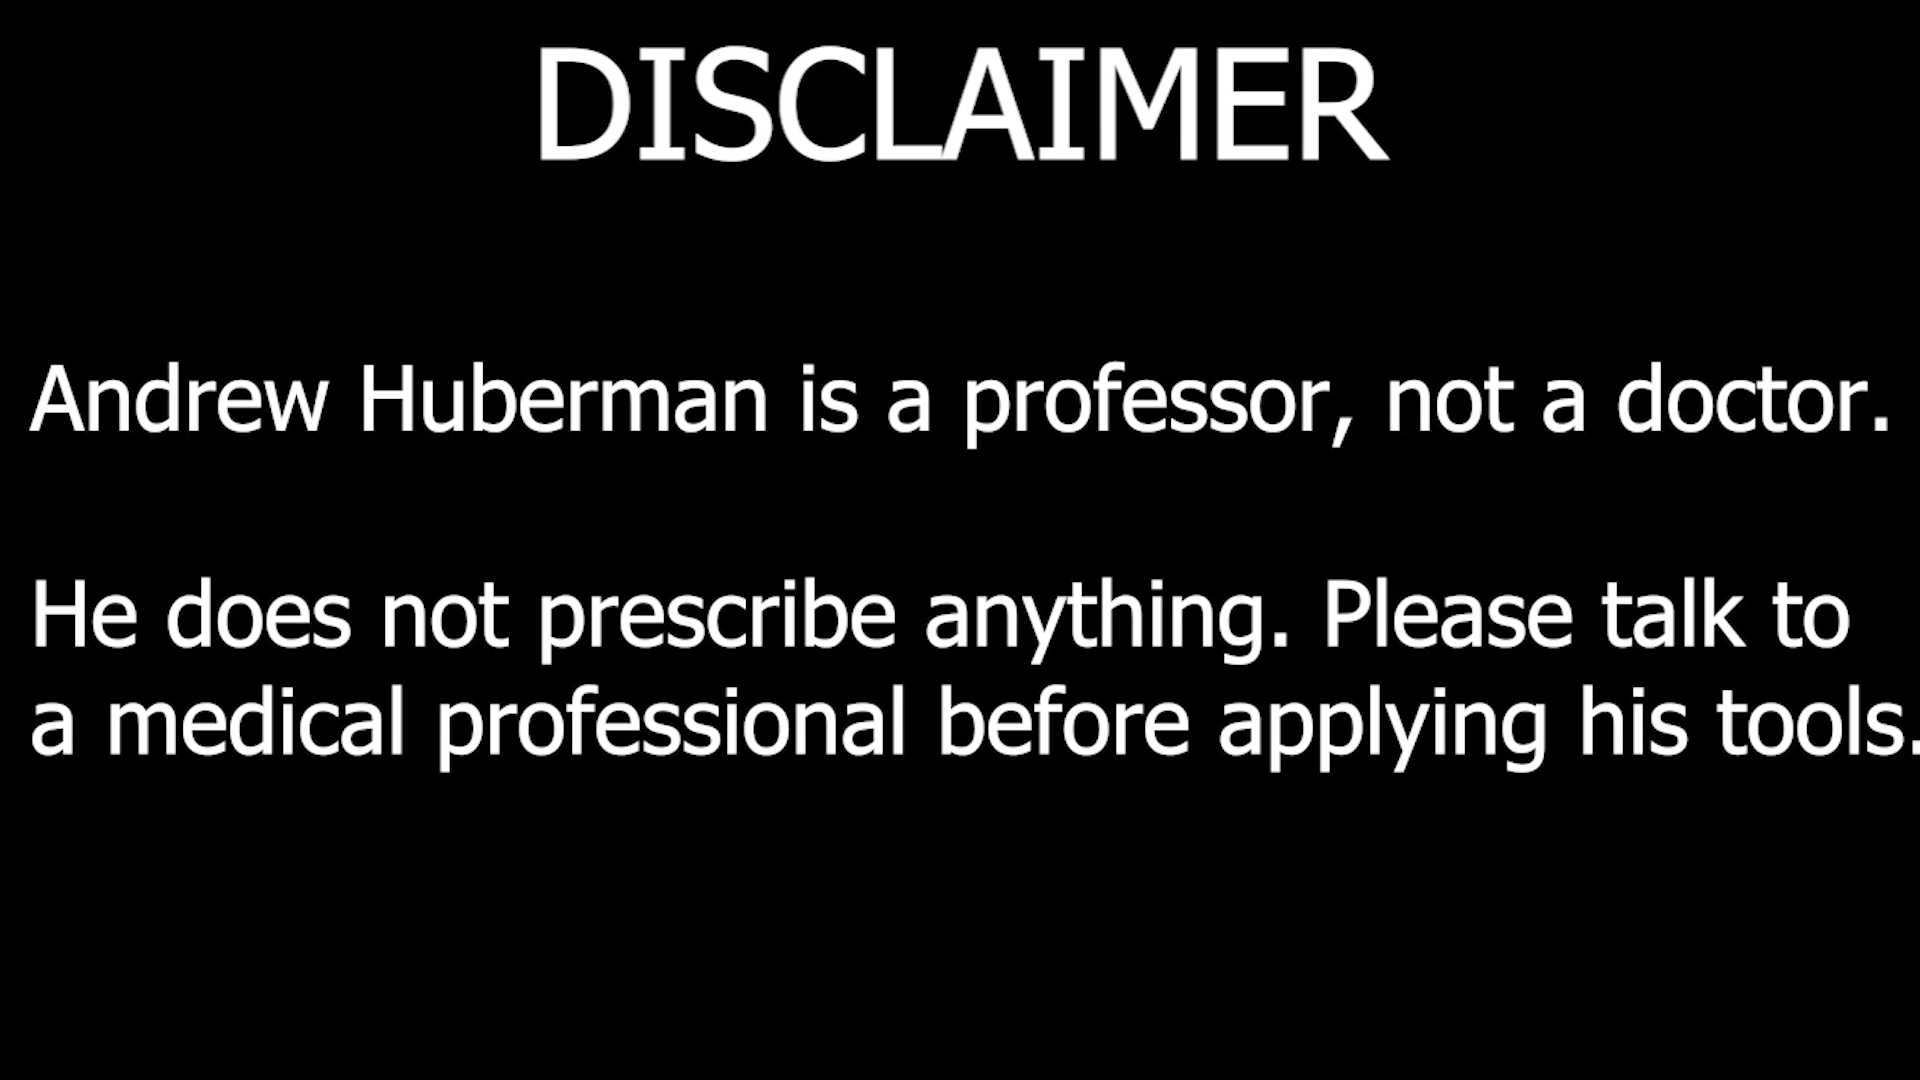 DISCLAIMER
Andrew Huberman is a professor, not a doctor.
He does not prescribe anything. Please talk to
a medical professional before applying his tools.